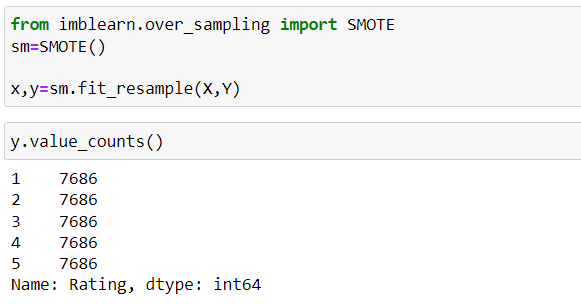 from imblearn.over_sampling import SMOTE
sm=SMOTE()
x,y=sm.fit_resample(X,Y)
y.value_counts()
1    7686
2    7686
3    7686
4    7686
5    7686
Name: Rating, dtype: int64